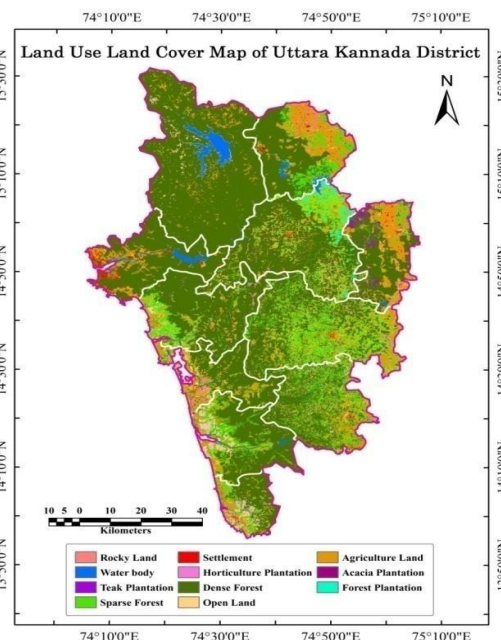 74°10'0"E 74°30'0"E 74°50'0"E 75°10'0"E
Land Use Land Cover Map of Uttara Kannada District
N
10 5 0 10 20 30 40
Kilometers
Rocky Land Settlement Agriculture Land
Water body Horticulture Plantation Acacia Plantation
Teak Plantation Dense Forest Forest Plantation
Sparse Forest Open Land
74°10'0"E 74°30'0"E 74°50'0"E 75°10'0"E